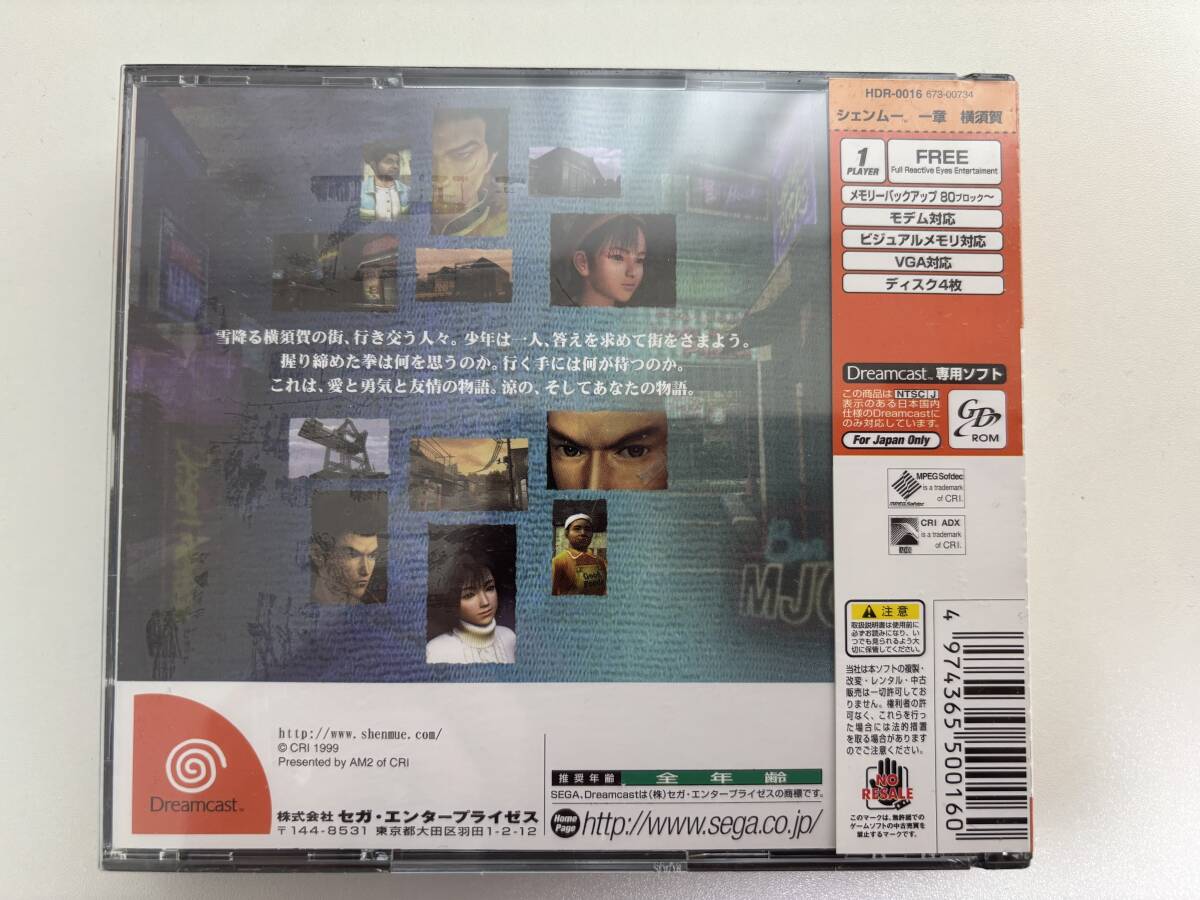 雪降る横須賀の街、行き交う人々。少年は一人、答えを求めて街をさまよう。
握り締めた拳は何を思うのか。行く手には何が待つのか。
これは、愛と勇気と友情の物語。涼の、そしてあなたの物語。
Good
MJQ
http://www.shenmue.com/
© CRI 1999
Presented by AM2 of CRI
Dreamcast™
株式会社 セガ・エンタープライゼス
〒144-8531 東京都大田区羽田1-2-12
推奨年齢 全年齢
SEGA、Dreamcastは(株)セガ・エンタープライゼスの商標です。
Home Page http://www.sega.co.jp/
HDR-0016 673-00734
シェンムー™ 一章 横須賀
1 PLAYER
FREE
Full Reactive Eyes Entertaiment
メモリーバックアップ 80ブロック〜
モデム対応
ビジュアルメモリ対応
VGA対応
ディスク4枚
Dreamcast™ 専用ソフト
この商品は NTSC J
表示のある日本国内
仕様のDreamcastに
のみ対応しています。
For Japan Only
GD ROM
MPEG Sofdec
is a trademark
of CRI.
MPEG Sofdec
CRI ADX
is a trademark
of CRI.
ADX
注意
取扱説明書は使用前に
必ずお読みになり、い
つでも見られるよう大
切に保管してください。
当社は本ソフトの複製・
改変・レンタル・中古
販売は一切許可してお
りません。権利者の許
可なく、これらを行っ
た場合には法的措置
を取る場合があります
のでご注意ください。
NO RESALE
このマークは、無許諾での
ゲームソフトの中古売買を
禁止するマークです。
4 974365 500160